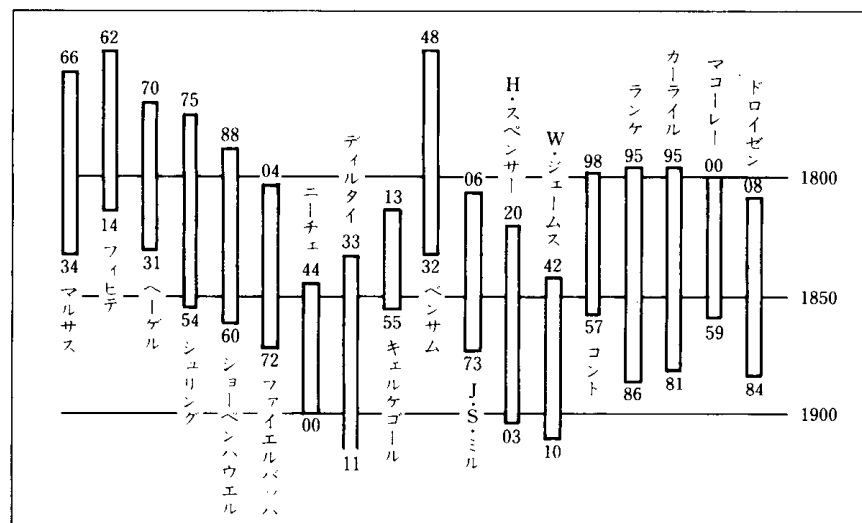 66
マルサス
34
62
フィヒテ
14
70
ヘーゲル
31
75
シュリング
54
88
ショーペンハウエル
60
04
ファイエルバッハ
72
ニーチェ
44
00
ディルタイ
33
11
13
キェルケゴール
55
48
ベンサム
32
06
J・S・ミル
73
H・スペンサー
20
03
W・ジェームス
42
10
98
コント
57
ランケ
95
86
カーライル
95
81
マコーレー
00
59
ドロイゼン
08
84
1800
1850
1900